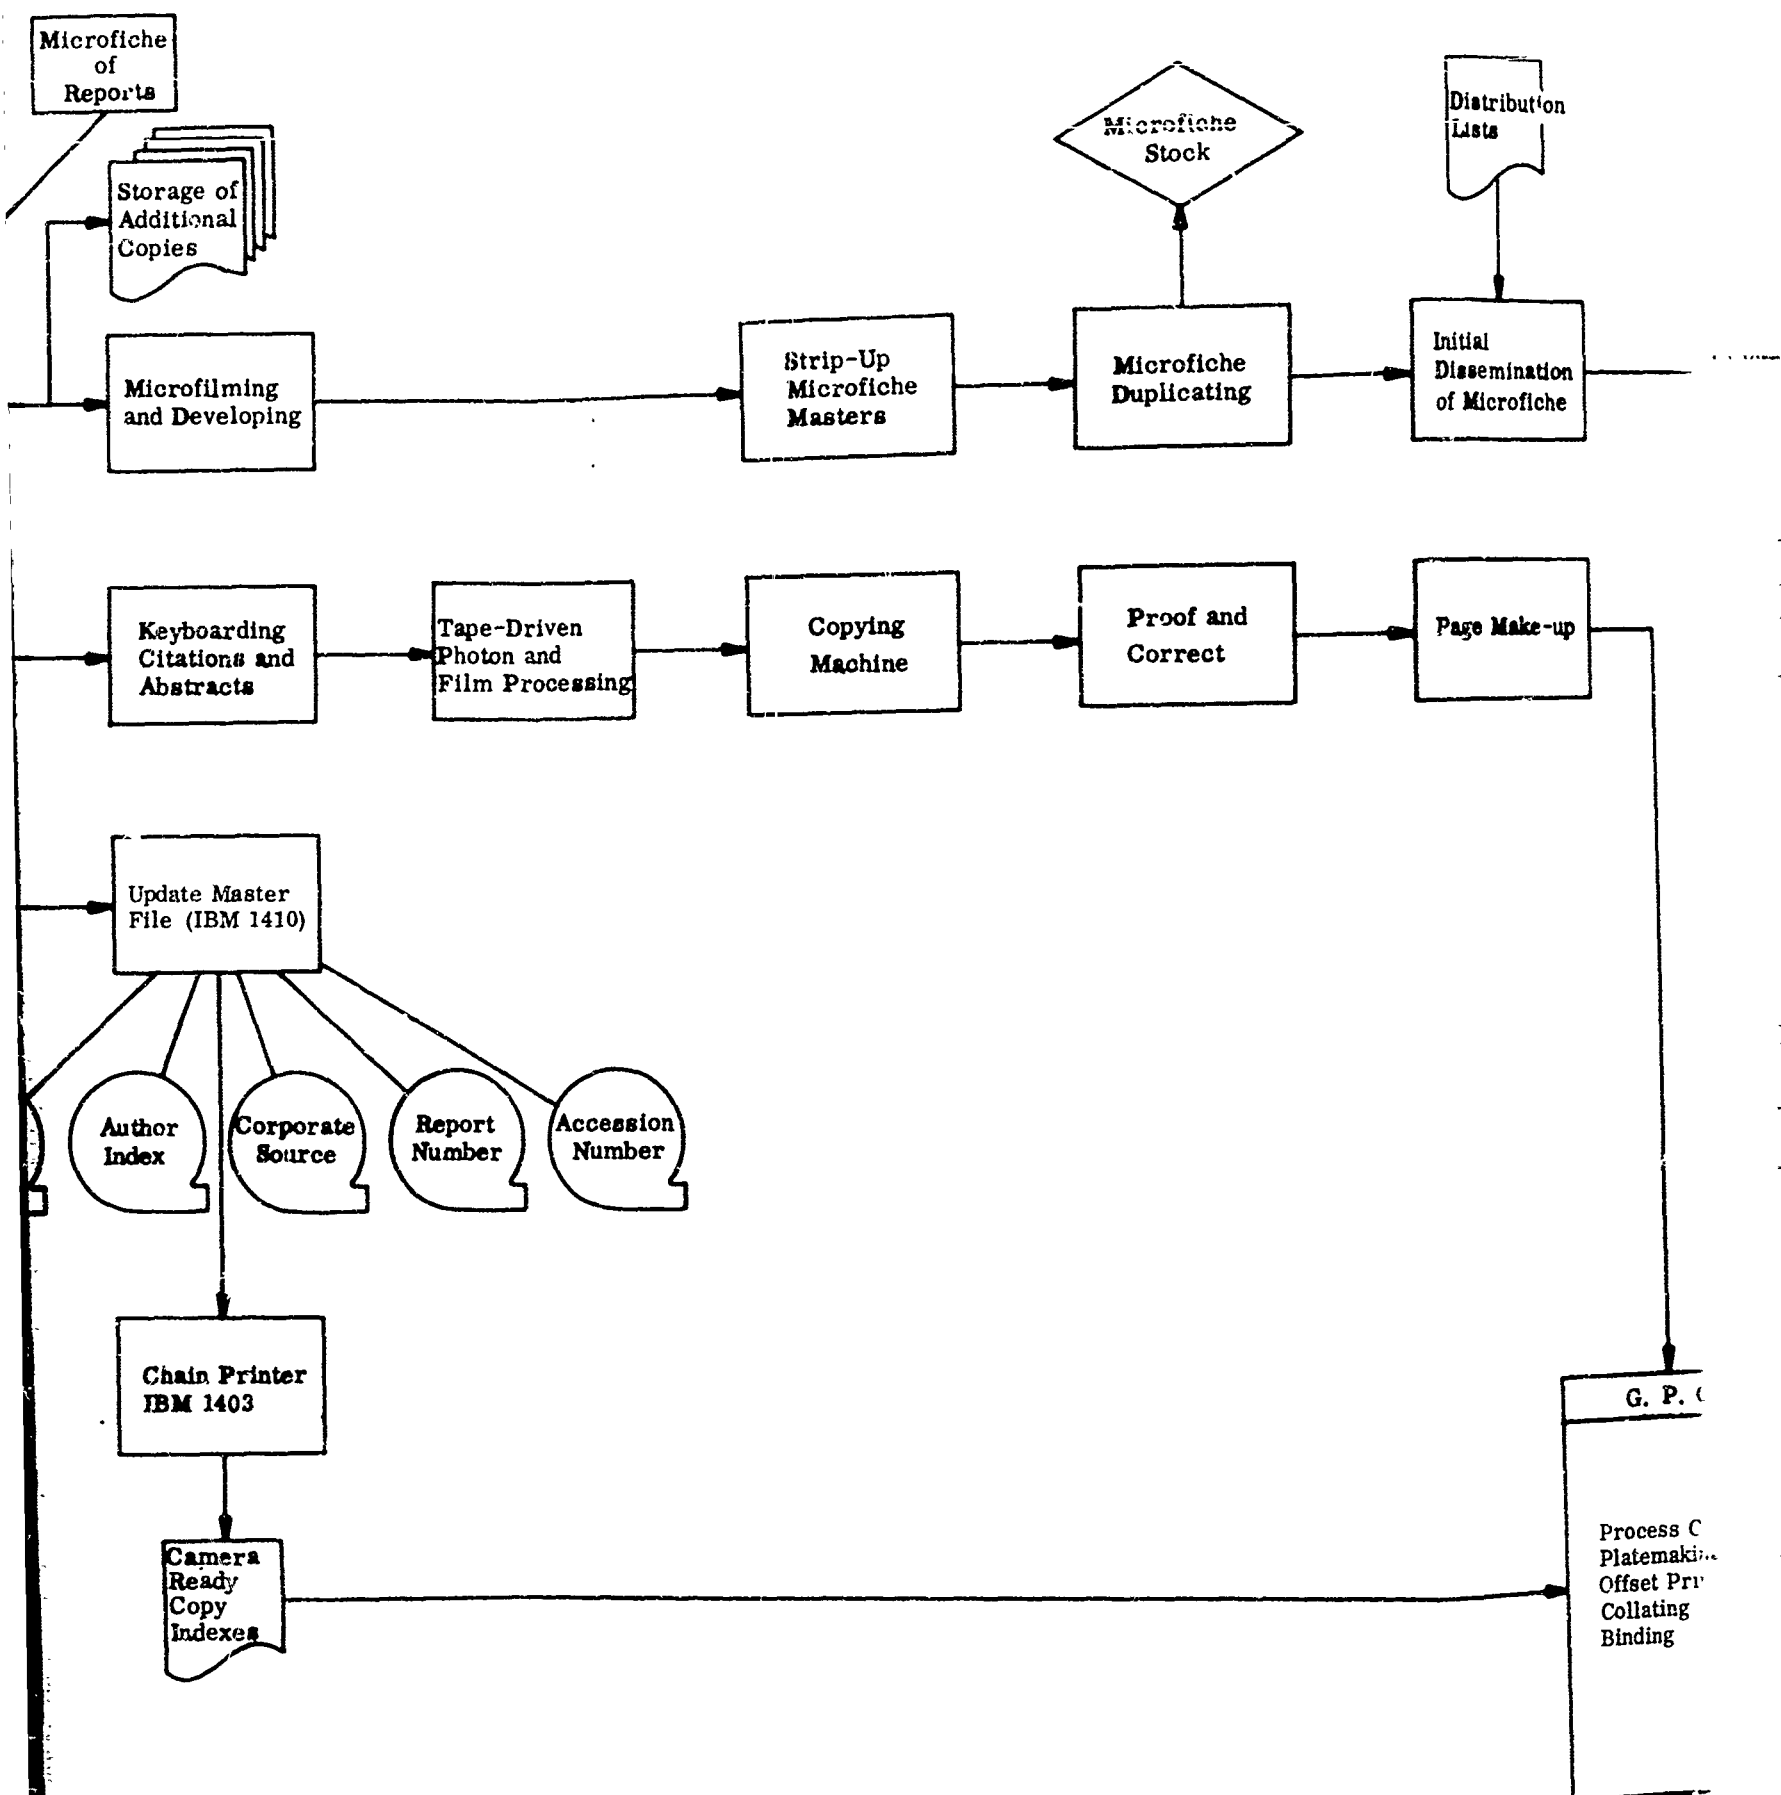 Microfiche
of
Reports
Storage of
Additional
Copies
Microfiche
Stock
Distribution
Lists
Microfilming
and Developing
Strip-Up
Microfiche
Masters
Microfiche
Duplicating
Initial
Dissemination
of Microfiche
Keyboarding
Citations and
Abstracts
Tape-Driven
Photon and
Film Processing
Copying
Machine
Proof and
Correct
Page Make-up
Update Master
File (IBM 1410)
Author
Index
Corporate
Source
Report
Number
Accession
Number
Chain Printer
IBM 1403
Camera
Ready
Copy
Indexes
G. P.
Process
Offset
Collating
Binding